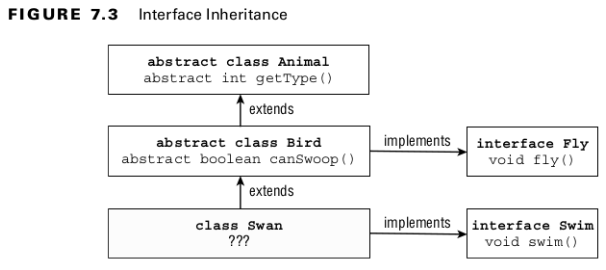 FIGURE 7.3 Interface Inheritance
abstract class Animal
abstract int getType()
extends
abstract class Bird
abstract boolean canSwoop()
implements
interface Fly
void fly()
extends
class Swan
???
implements
interface Swim
void swim()